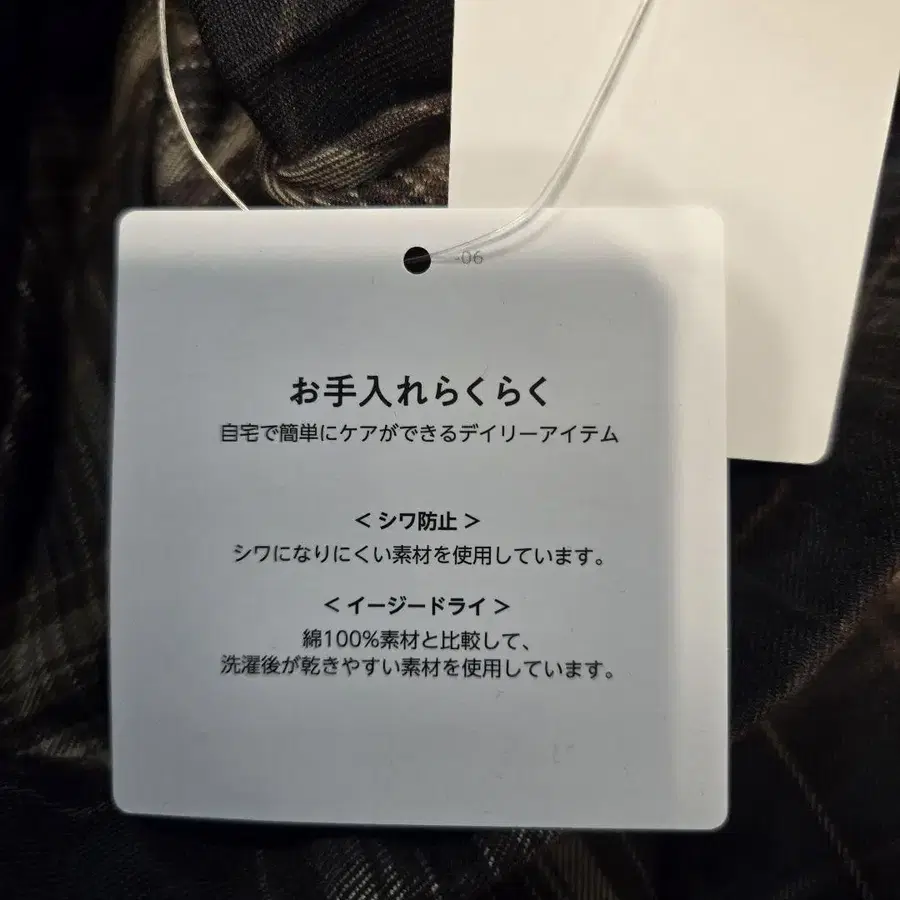 -06
お手入れらくらく
自宅で簡単にケアができるデイリーアイテム
＜シワ防止＞
シワになりにくい素材を使用しています。
＜イージードライ＞
綿100%素材と比較して、
洗濯後が乾きやすい素材を使用しています。